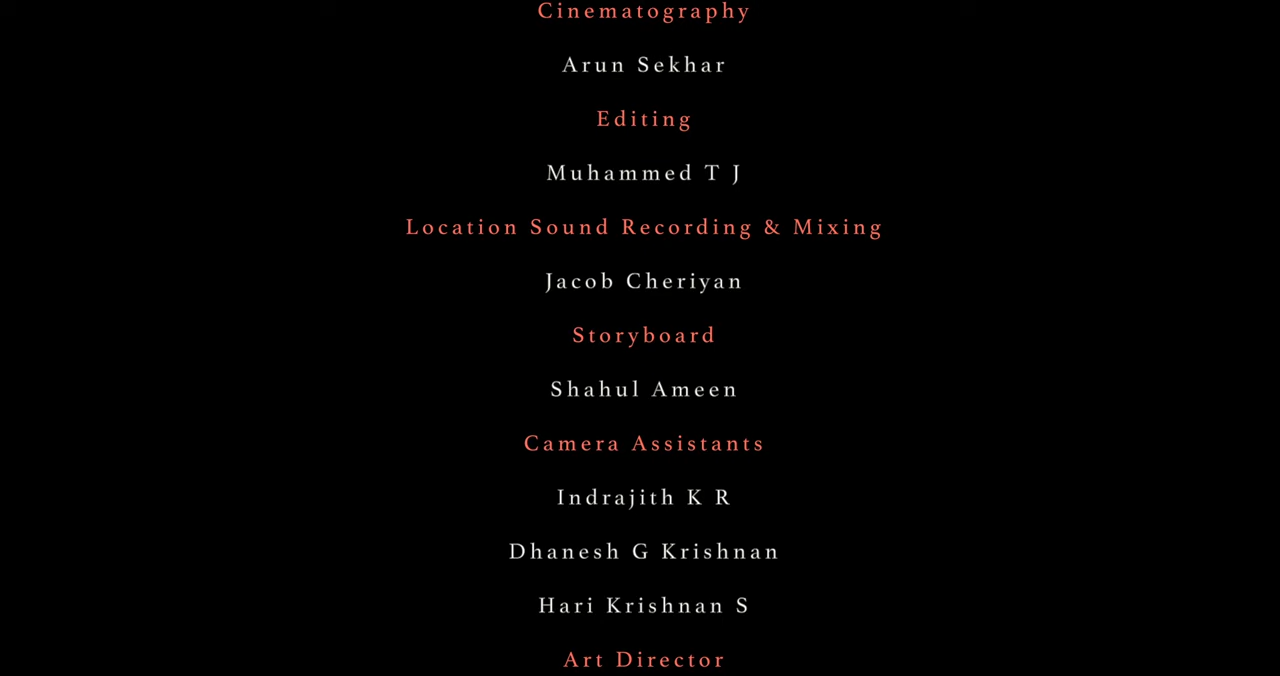 Cinematography
Arun Sekhar
Editing
Muhammed T J
Location Sound Recording & Mixing
Jacob Cheriyan
Storyboard
Shahul Ameen
Camera Assistants
Indrajith K R
Dhanesh G Krishnan
Hari Krishnan S
Art Director